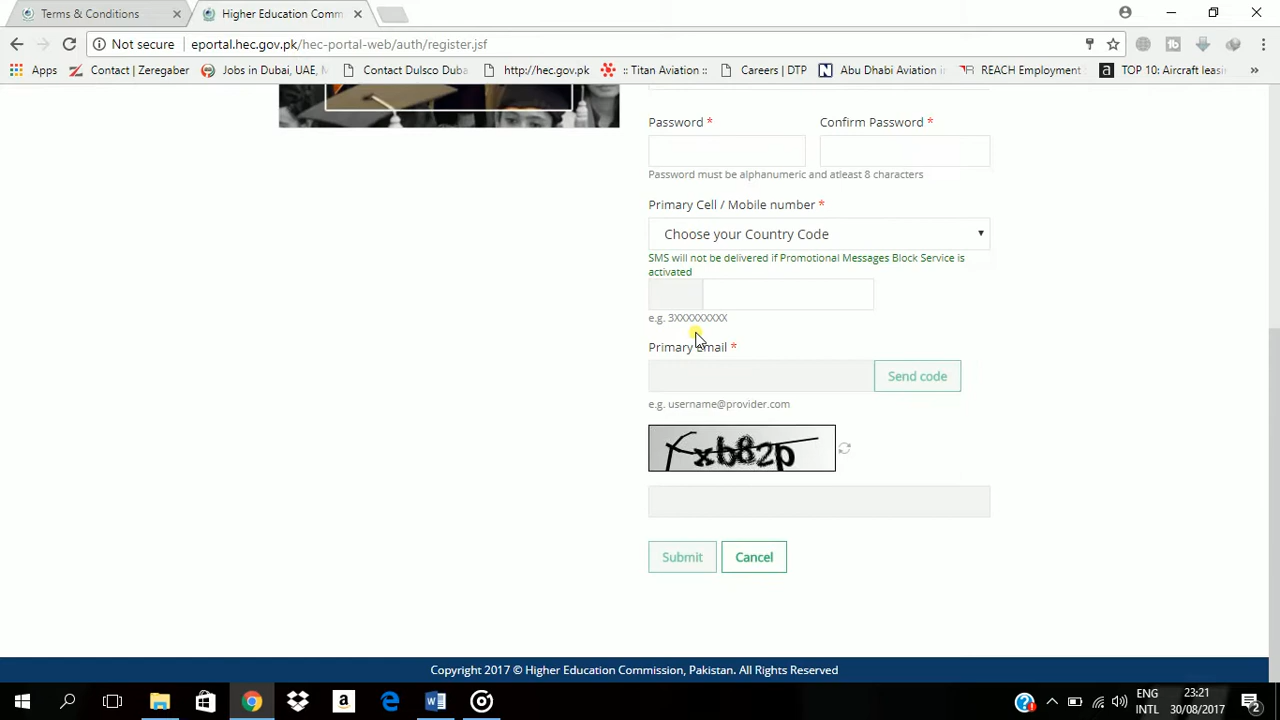 Terms & Conditions
Higher Education Comm
Not secure
eportal.hec.gov.pk/hec-portal-web/auth/register.jsf
Apps
Contact | Zeregaber
Jobs in Dubai, UAE, M
Contact Dulsco Duba
http://hec.gov.pk
:: Titan Aviation ::
Careers | DTP
Abu Dhabi Aviation in
REACH Employment
TOP 10: Aircraft leasi
Password * Confirm Password *
Password must be alphanumeric and atleast 8 characters
Primary Cell / Mobile number *
Choose your Country Code
SMS will not be delivered if Promotional Messages Block Service is
activated
e.g. 3XXXXXXXXX
Primary Email *
Send code
e.g. username@provider.com
xb82p
Submit Cancel
Copyright 2017 © Higher Education Commission, Pakistan. All Rights Reserved
ENG
INTL
23:21
30/08/2017
2